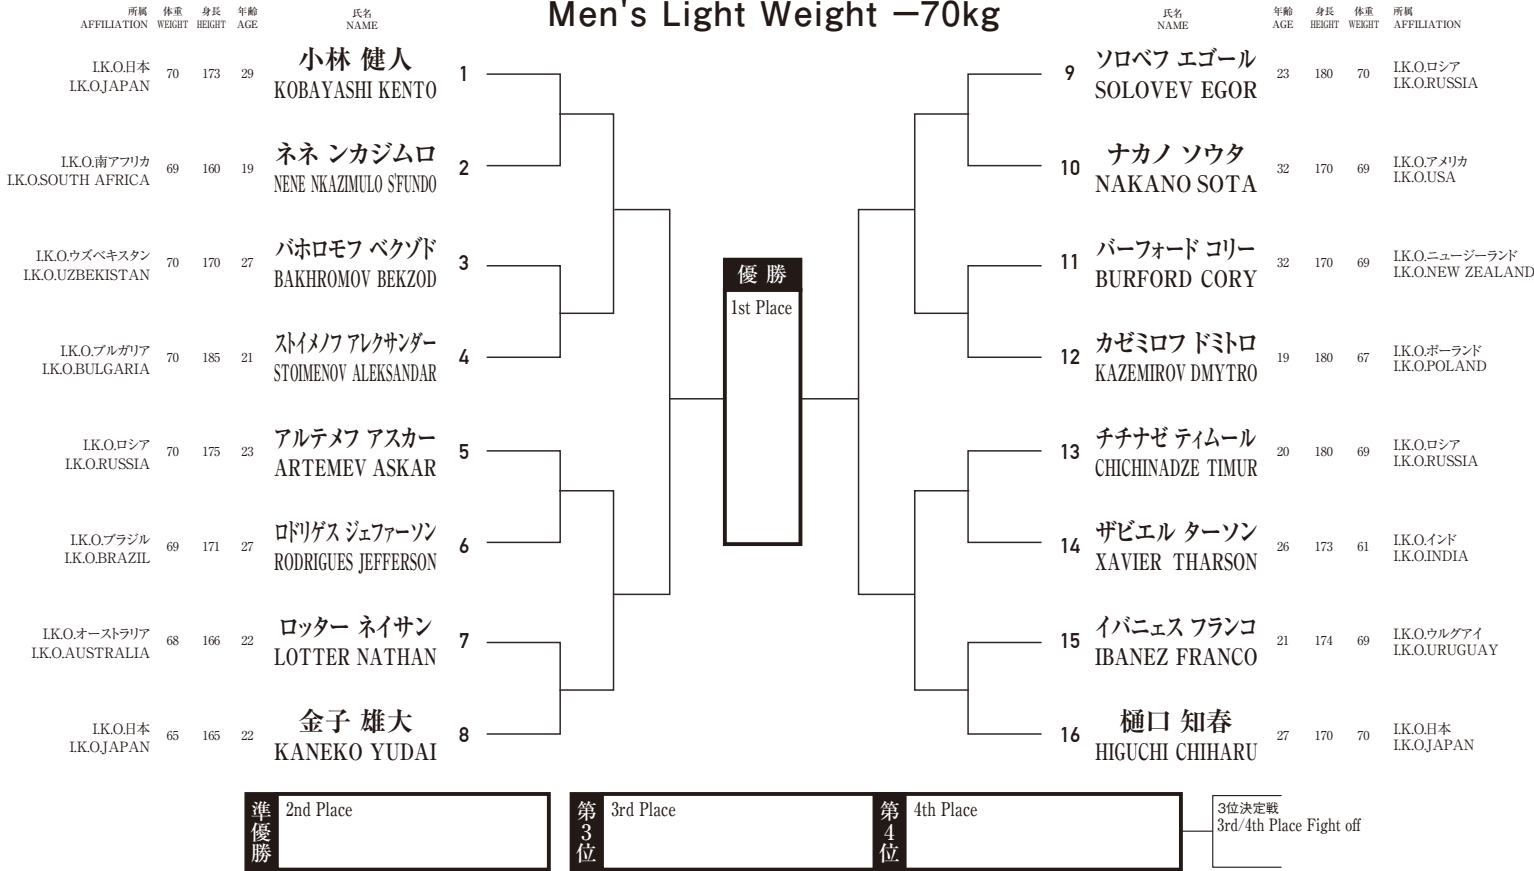 Men's Light Weight －70kg
所属 体重 身長 年齢 氏名
AFFILIATION WEIGHT HEIGHT AGE NAME
氏名 年齢 身長 体重 所属
NAME AGE HEIGHT WEIGHT AFFILIATION
I.K.O.日本 70 173 29 小林 健人 1
I.K.O.JAPAN KOBAYASHI KENTO
I.K.O.南アフリカ 69 160 19 ネネ ンカジムロ 2
I.K.O.SOUTH AFRICA NENE NKAZIMULO S'FUNDO
I.K.O.ウズベキスタン 70 170 27 バホロモフ ベクゾド 3
I.K.O.UZBEKISTAN BAKHROMOV BEKZOD
I.K.O.ブルガリア 70 185 21 ストイメノフ アレクサンダー 4
I.K.O.BULGARIA STOIMENOV ALEKSANDAR
I.K.O.ロシア 70 175 23 アルテメフ アスカー 5
I.K.O.RUSSIA ARTEMEV ASKAR
I.K.O.ブラジル 69 171 27 ロドリゲス ジェファーソン 6
I.K.O.BRAZIL RODRIGUES JEFFERSON
I.K.O.オーストラリア 68 166 22 ロッター ネイサン 7
I.K.O.AUSTRALIA LOTTER NATHAN
I.K.O.日本 65 165 22 金子 雄大 8
I.K.O.JAPAN KANEKO YUDAI
優勝
1st Place
9 ソロベフ エゴール 23 180 70 I.K.O.ロシア
SOLOVEV EGOR I.K.O.RUSSIA
10 ナカノ ソウタ 32 170 69 I.K.O.アメリカ
NAKANO SOTA I.K.O.USA
11 バーフォード コリー 32 170 69 I.K.O.ニュージーランド
BURFORD CORY I.K.O.NEW ZEALAND
12 カゼミロフ ドミトロ 19 180 67 I.K.O.ポーランド
KAZEMIROV DMYTRO I.K.O.POLAND
13 チチナゼ ティムール 20 180 69 I.K.O.ロシア
CHICHINADZE TIMUR I.K.O.RUSSIA
14 ザビエル ターソン 26 173 61 I.K.O.インド
XAVIER THARSON I.K.O.INDIA
15 イバニェス フランコ 21 174 69 I.K.O.ウルグアイ
IBANEZ FRANCO I.K.O.URUGUAY
16 樋口 知春 27 170 70 I.K.O.日本
HIGUCHI CHIHARU I.K.O.JAPAN
準優勝 2nd Place
第3位 3rd Place
第4位 4th Place
3位決定戦
3rd/4th Place Fight off